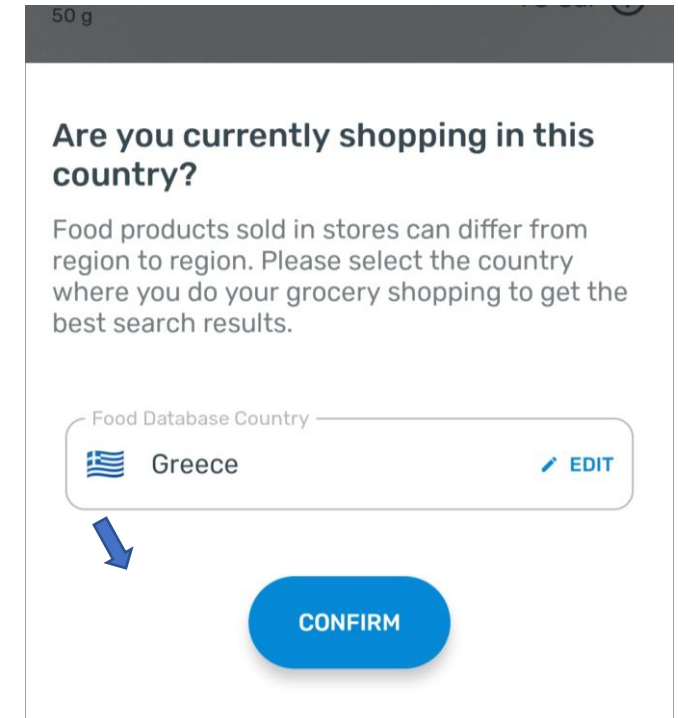 50 g
Are you currently shopping in this
country?
Food products sold in stores can differ from
region to region. Please select the country
where you do your grocery shopping to get the
best search results.
Food Database Country
Greece
EDIT
CONFIRM